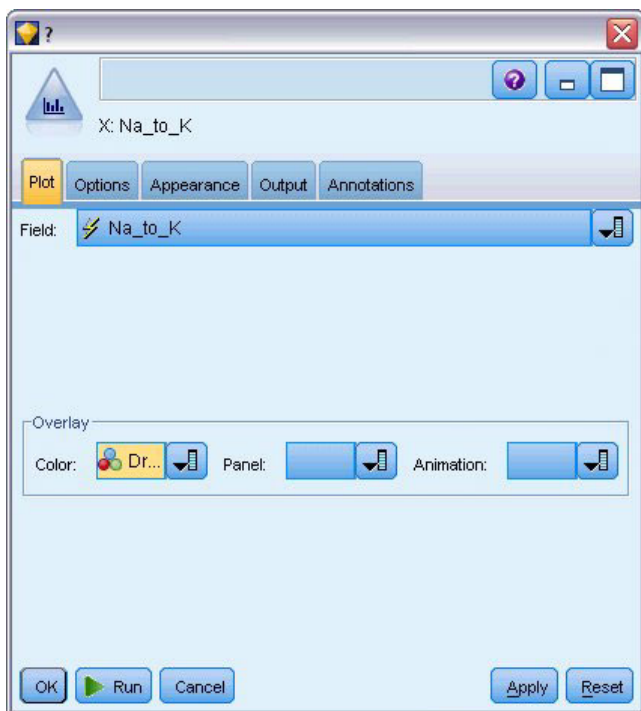 ?
X: Na_to_K
Plot Options Appearance Output Annotations
Field: Na_to_K
Overlay
Color: Dr... Panel: Animation:
OK Run Cancel Apply Reset